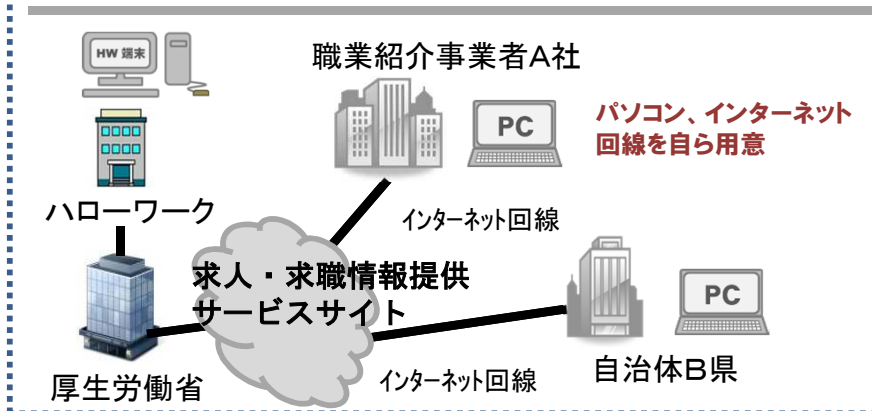 HW 端末
職業紹介事業者A社
PC
パソコン、インターネット
回線を自ら用意
ハローワーク
インターネット回線
求人・求職情報提供
サービスサイト
PC
厚生労働省
インターネット回線
自治体B県